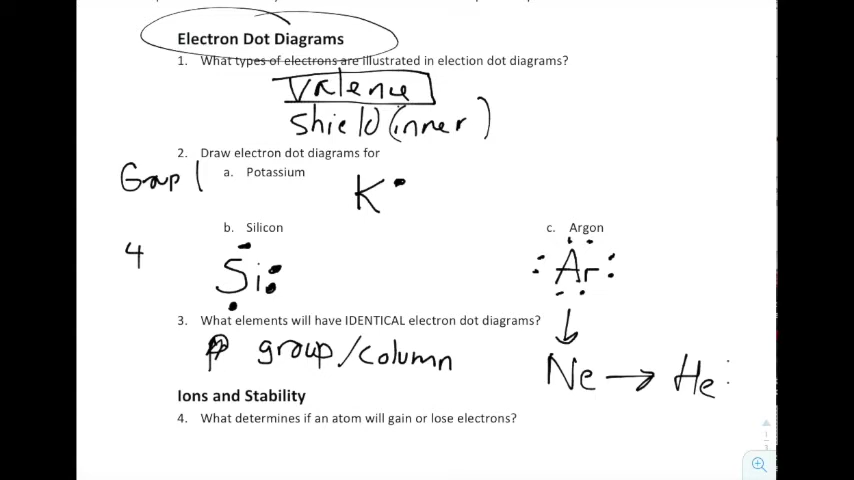 Electron Dot Diagrams
1. What types of electrons are illustrated in election dot diagrams?
Valence
Shield (inner)
2. Draw electron dot diagrams for
Group 1 a. Potassium
K
b. Silicon c. Argon
4 Si Ar
3. What elements will have IDENTICAL electron dot diagrams?
group/column
Ne → He
Ions and Stability
4. What determines if an atom will gain or lose electrons?